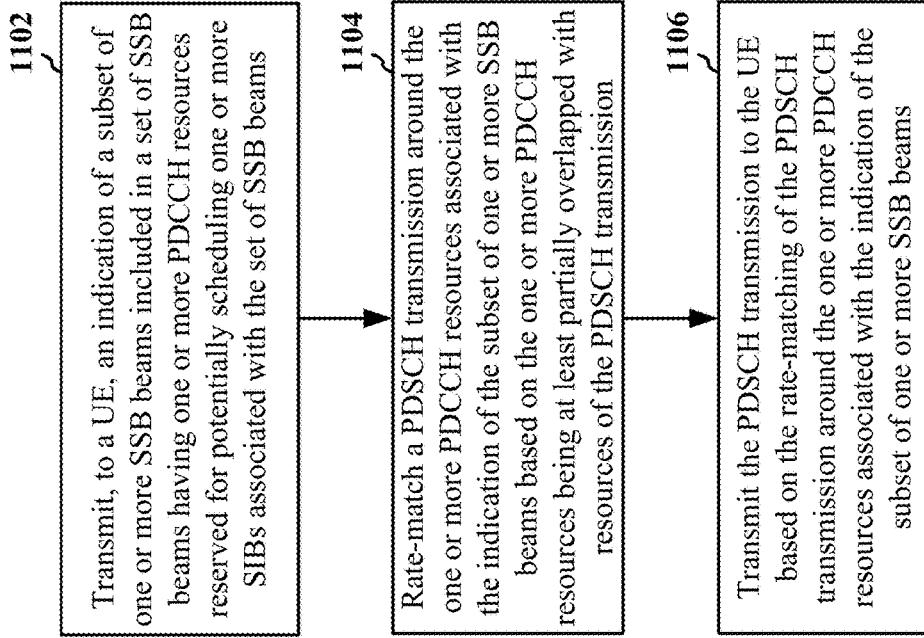 1102
Transmit, to a UE, an indication of a subset of
one or more SSB beams included in a set of SSB
beams having one or more PDCCH resources
reserved for potentially scheduling one or more
SIBs associated with the set of SSB beams
1104
Rate-match a PDSCH transmission around the
one or more PDCCH resources associated with
the indication of the subset of one or more SSB
beams based on the one or more PDCCH
resources being at least partially overlapped with
resources of the PDSCH transmission
1106
Transmit the PDSCH transmission to the UE
based on the rate-matching of the PDSCH
transmission around the one or more PDCCH
resources associated with the indication of the
subset of one or more SSB beams